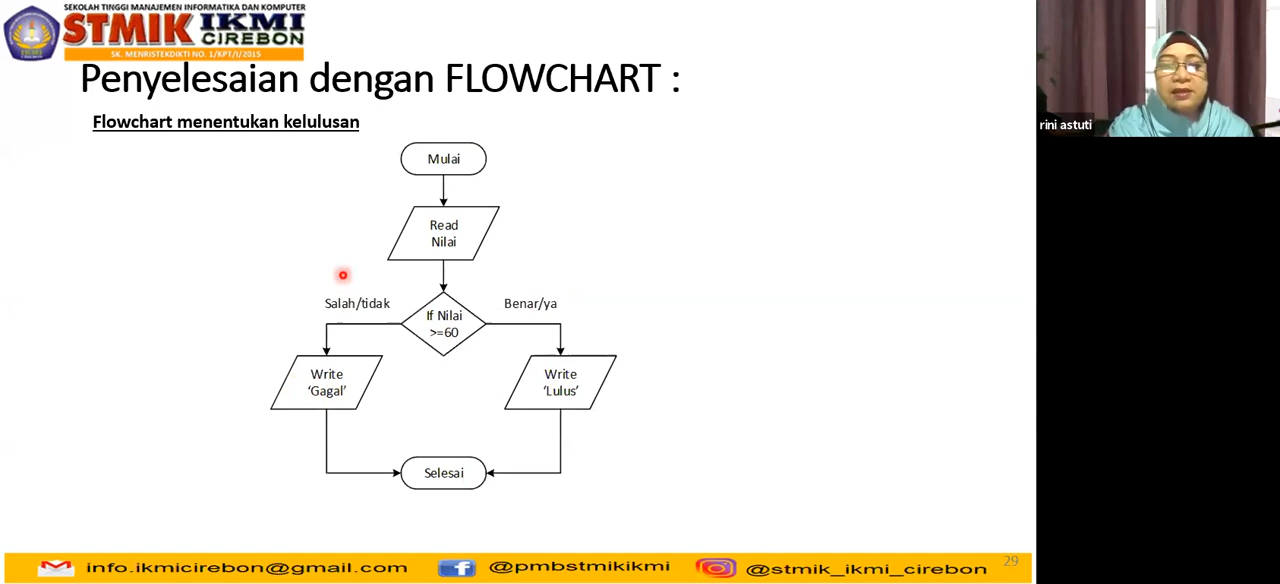 SEKOLAH TINGGI MANAJEMEN INFORMATIKA DAN KOMPUTER
STMIK IKMI
CIREBON
SK. MENRISTEKDIKTI NO. 1/KPT/I/2015
Penyelesaian dengan FLOWCHART :
Flowchart menentukan kelulusan
Mulai
Read
Nilai
Salah/tidak
Benar/ya
If Nilai
>=60
Write
‘Gagal’
Write
‘Lulus’
Selesai
rini astuti
info.ikmicirebon@gmail.com
@pmbstmikikmi
@stmik_ikmi_cirebon
29